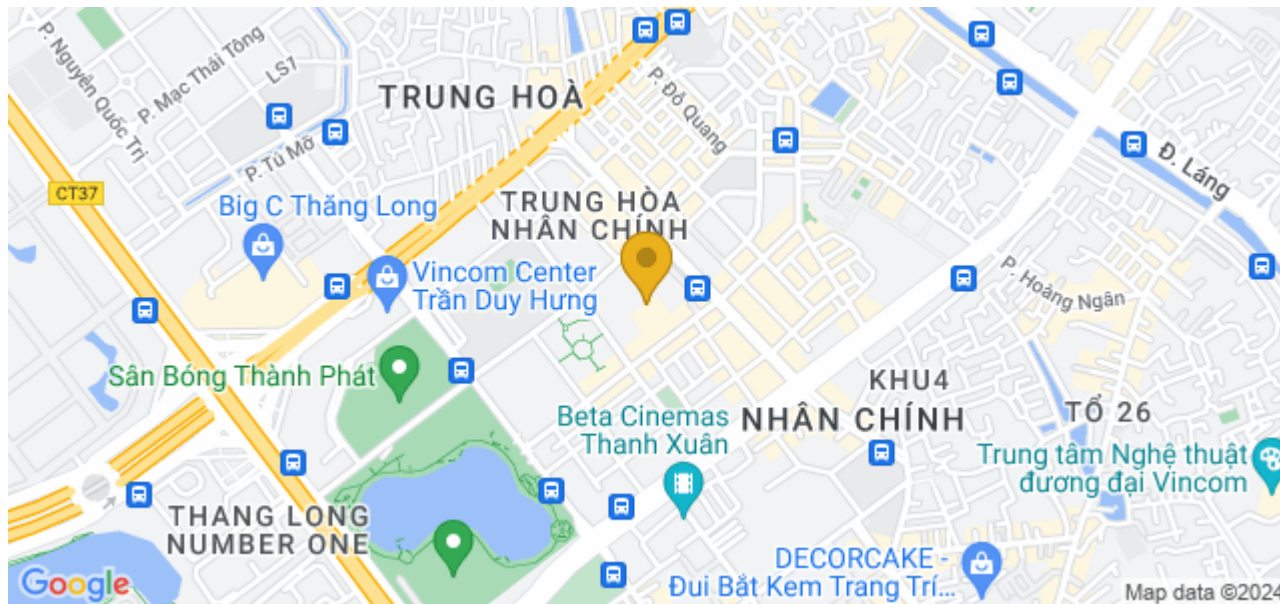 P. Nguyễn Quốc Trị
P. Mạc Thái Tông
LS7
TRUNG HOÀ
P. Đỗ Quang
Đ. Láng
P. Tú Mỡ
CT37
Big C Thăng Long
TRUNG HÒA
NHÂN CHÍNH
Vincom Center
Trần Duy Hưng
P. Hoàng Ngân
Sân Bóng Thành Phát
KHU4
Beta Cinemas
Thanh Xuân
NHÂN CHÍNH
TỔ 26
Trung tâm Nghệ thuật
đương đại Vincom
THANG LONG
NUMBER ONE
DECORCAKE -
Đui Bắt Kem Trang Trí...
Google
Map data ©2024